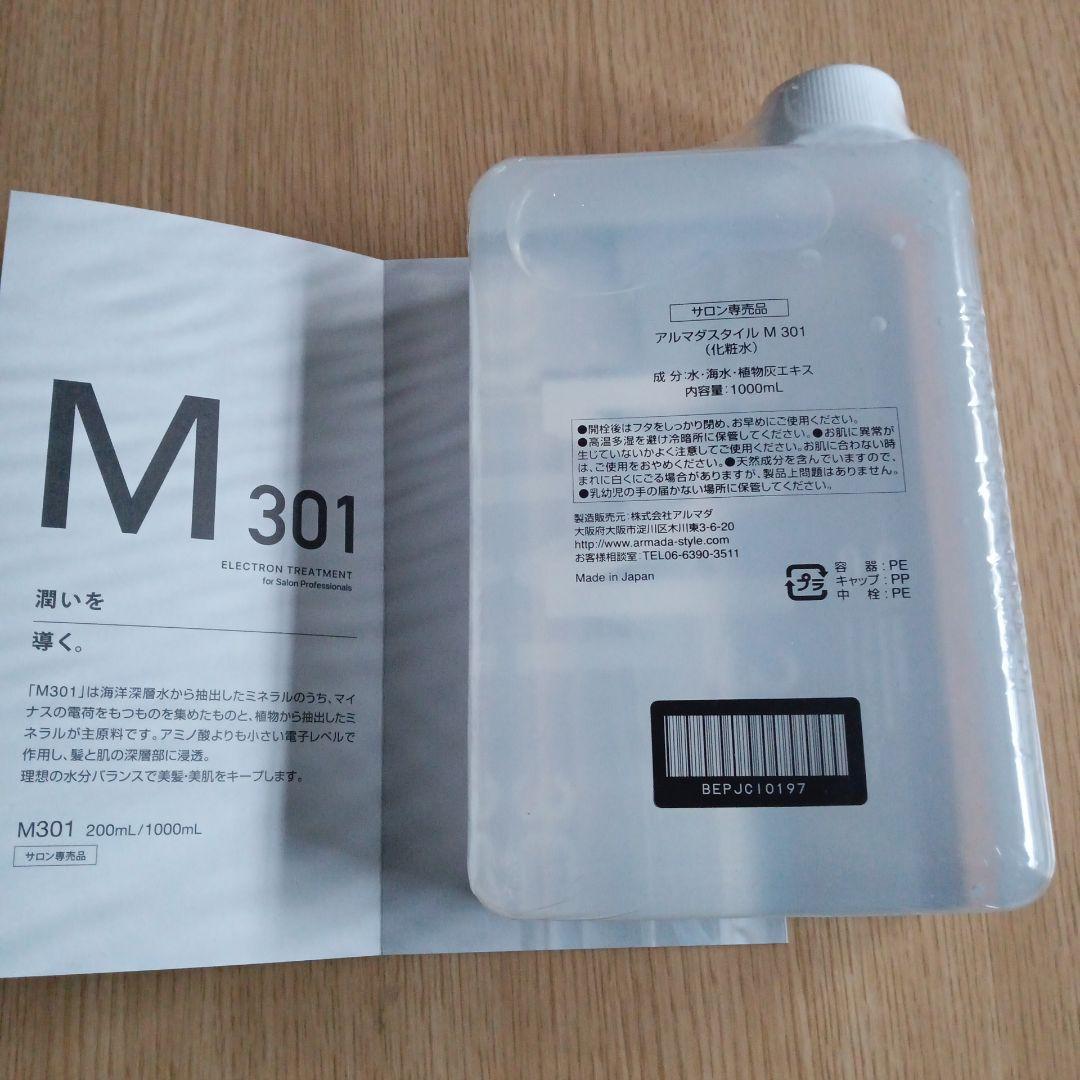 M 301
ELECTRON TREATMENT
for Salon Professionals
潤いを
導く。
「M301」は海洋深層水から抽出したミネラルのうち、マイ
ナスの電荷をもつものを集めたものと、植物から抽出したミ
ネラルが主原料です。アミノ酸よりも小さい電子レベルで
作用し、髪と肌の深層部に浸透。
理想の水分バランスで美髪・美肌をキープします。
M301 200mL/1000mL
サロン専売品
サロン専売品
アルマダスタイル M 301
（化粧水）
成 分：水・海水・植物灰エキス
内容量：1000mL
●開栓後はフタをしっかり閉め、お早めにご使用ください。
●高温多湿を避け冷暗所に保管してください。●お肌に異常が
生じていないかよく注意してご使用ください。お肌に合わない時
は、ご使用をおやめください。●天然成分を含んでいますので、
まれに白くにごる場合がありますが、製品上問題はありません。
●乳幼児の手の届かない場所に保管してください。
製造販売元：株式会社アルマダ
大阪府大阪市淀川区木川東3-6-20
http://www.armada-style.com
お客様相談室：TEL06-6390-3511
Made in Japan
プラ
容 器：PE
キャップ：PP
中 栓：PE
BEPJCI0197